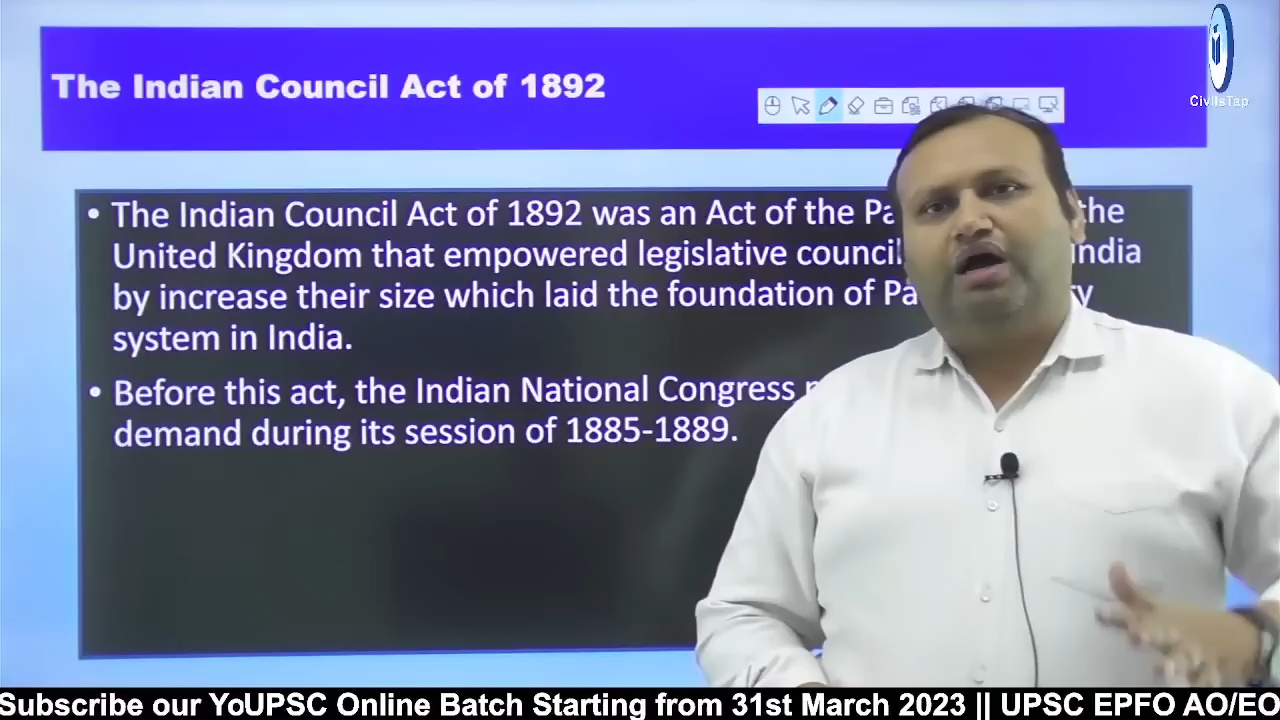 The Indian Council Act of 1892
CivilsTap
• The Indian Council Act of 1892 was an Act of the the
United Kingdom that empowered legislative India
by increase their size which laid the foundation of
system in India.
• Before this act, the Indian National Congress
demand during its session of 1885-1889.
Subscribe our YoUPSC Online Batch Starting from 31st March 2023 || UPSC EPFO AO/EO